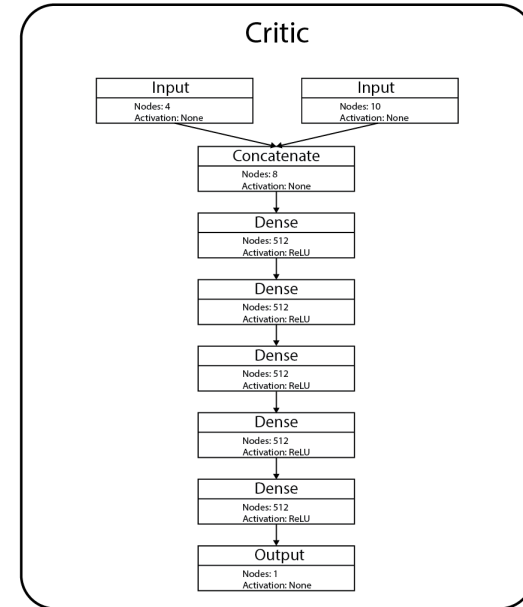 Critic
Input
Nodes: 4
Activation: None
Input
Nodes: 10
Activation: None
Concatenate
Nodes: 8
Activation: None
Dense
Nodes: 512
Activation: ReLU
Dense
Nodes: 512
Activation: ReLU
Dense
Nodes: 512
Activation: ReLU
Dense
Nodes: 512
Activation: ReLU
Dense
Nodes: 512
Activation: ReLU
Output
Nodes: 1
Activation: None